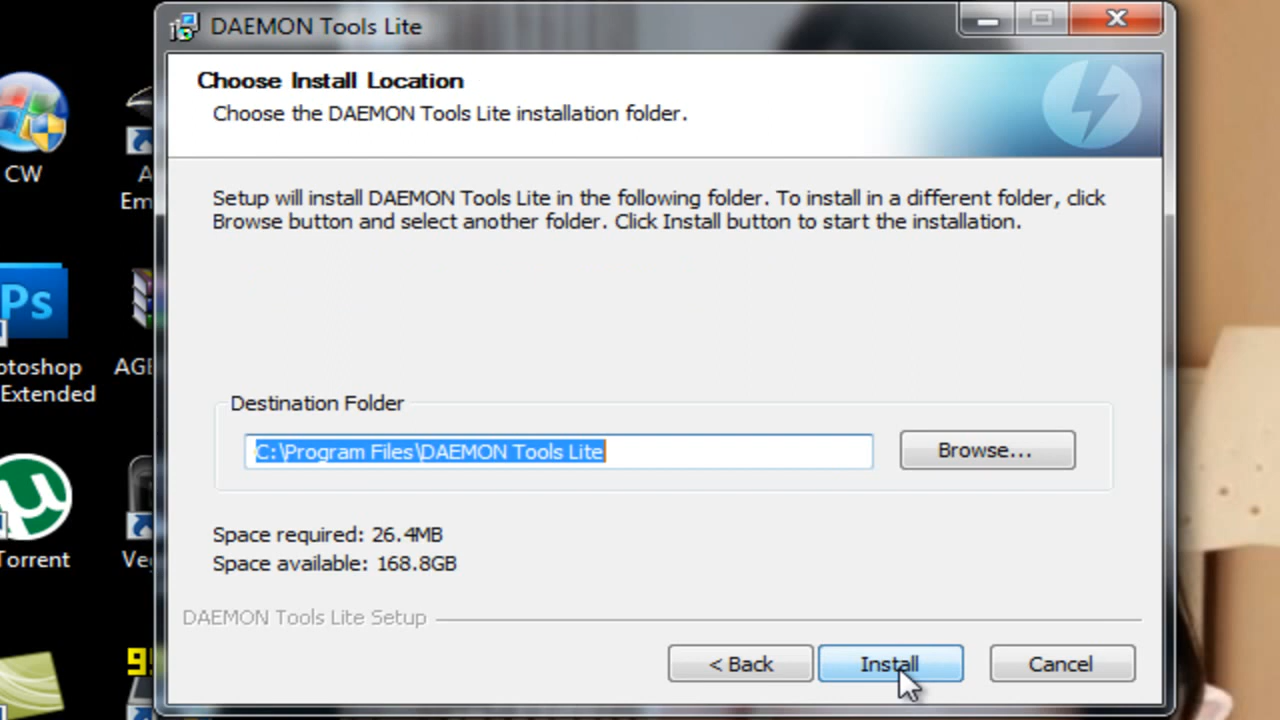 DAEMON Tools Lite
Choose Install Location
Choose the DAEMON Tools Lite installation folder.
Setup will install DAEMON Tools Lite in the following folder. To install in a different folder, click
Browse button and select another folder. Click Install button to start the installation.
Destination Folder
C:\Program Files\DAEMON Tools Lite
Browse...
Space required: 26.4MB
Space available: 168.8GB
DAEMON Tools Lite Setup
< Back
Install
Cancel
CW
A
Em
Ps
otoshop
Extended
AGE
Torrent
Veg